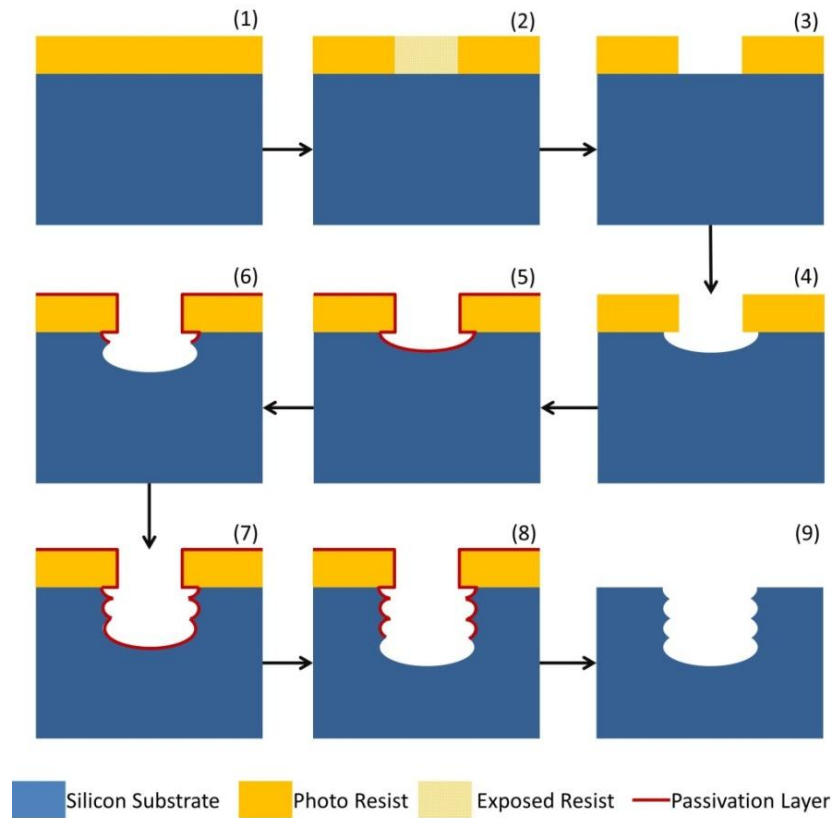 (1)
(2)
(3)
(6)
(5)
(4)
(7)
(8)
(9)
Silicon Substrate
Photo Resist
Exposed Resist
Passivation Layer